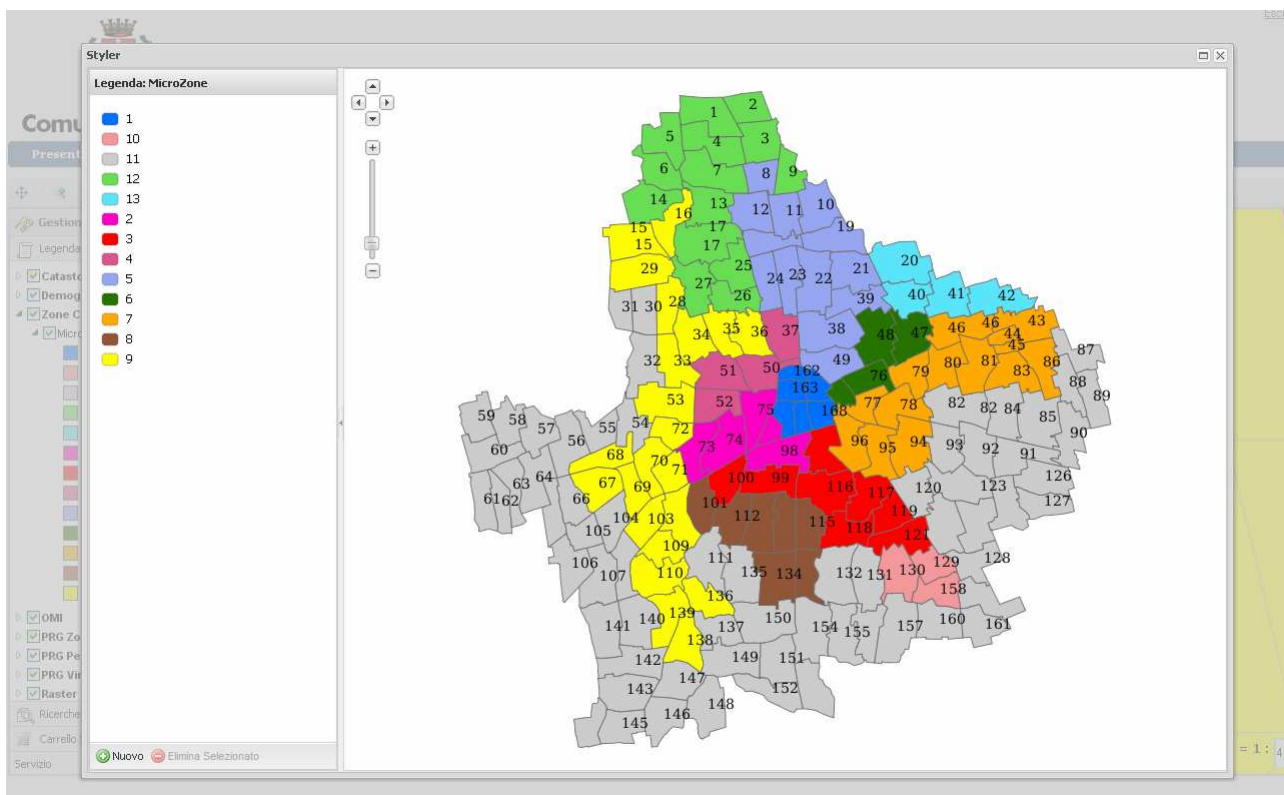 Styler
Legenda: MicroZone
1
10
11
12
13
2
3
4
5
6
7
8
9
Nuovo
Elimina Selezionato
Comu
Present
Gestion
Legenda
Catasto
Demog
Zone C
Micro
OMI
PRG Zo
PRG Pe
PRG Vin
Raster
Ricerche
Carrello
Servizio
= 1 : 4
1 2
5 4 3
6 7 8 9
14 13 12 11 10
16
15 17 19
15 17
29 25 24 23 22 21 20
27 26
31 30 28 39 40 41 42
34 35 36 37 38 48 47 46 46 43
44
45
32 33 51 50 49 162 76 79 80 81 83 86 87
163
88
53 52 75 168 77 78 82 82 84 85 89
59 58 57 56 55 54 72 73 74 98 96 95 94 93 92 91 90
60 68 70 71
61 62 63 64 66 67 69 100 99 116 117 120 123 126
127
104 103 101 112 115 118 119
105 109 121
106 107 110 111 135 134 132 131 130 129 128
136 158
141 140 139 138 137 150 154 155 157 160 161
142 149 151
143 147 152
145 146 148